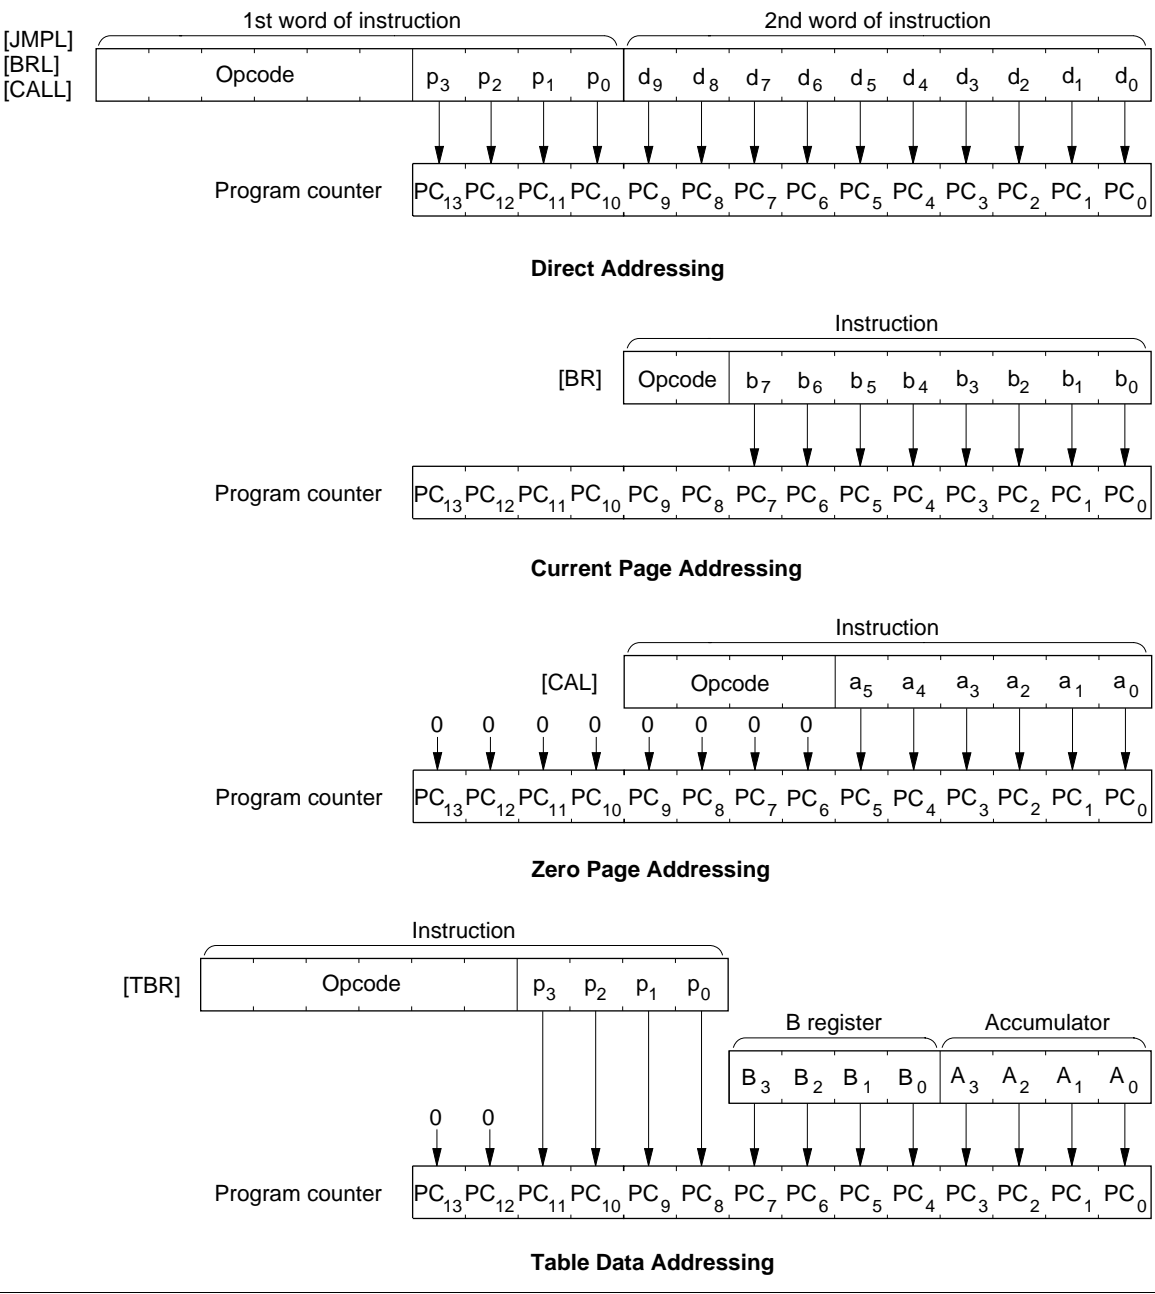 1st word of instruction 2nd word of instruction
[JMPL]
[BRL]
[CALL]
Opcode p3 p2 p1 p0 d9 d8 d7 d6 d5 d4 d3 d2 d1 d0
Program counter PC13 PC12 PC11 PC10 PC9 PC8 PC7 PC6 PC5 PC4 PC3 PC2 PC1 PC0
Direct Addressing
Instruction
[BR] Opcode b7 b6 b5 b4 b3 b2 b1 b0
Program counter PC13 PC12 PC11 PC10 PC9 PC8 PC7 PC6 PC5 PC4 PC3 PC2 PC1 PC0
Current Page Addressing
Instruction
[CAL] Opcode a5 a4 a3 a2 a1 a0
0 0 0 0 0 0 0 0
Program counter PC13 PC12 PC11 PC10 PC9 PC8 PC7 PC6 PC5 PC4 PC3 PC2 PC1 PC0
Zero Page Addressing
Instruction
[TBR] Opcode p3 p2 p1 p0
B register Accumulator
B3 B2 B1 B0 A3 A2 A1 A0
0 0
Program counter PC13 PC12 PC11 PC10 PC9 PC8 PC7 PC6 PC5 PC4 PC3 PC2 PC1 PC0
Table Data Addressing